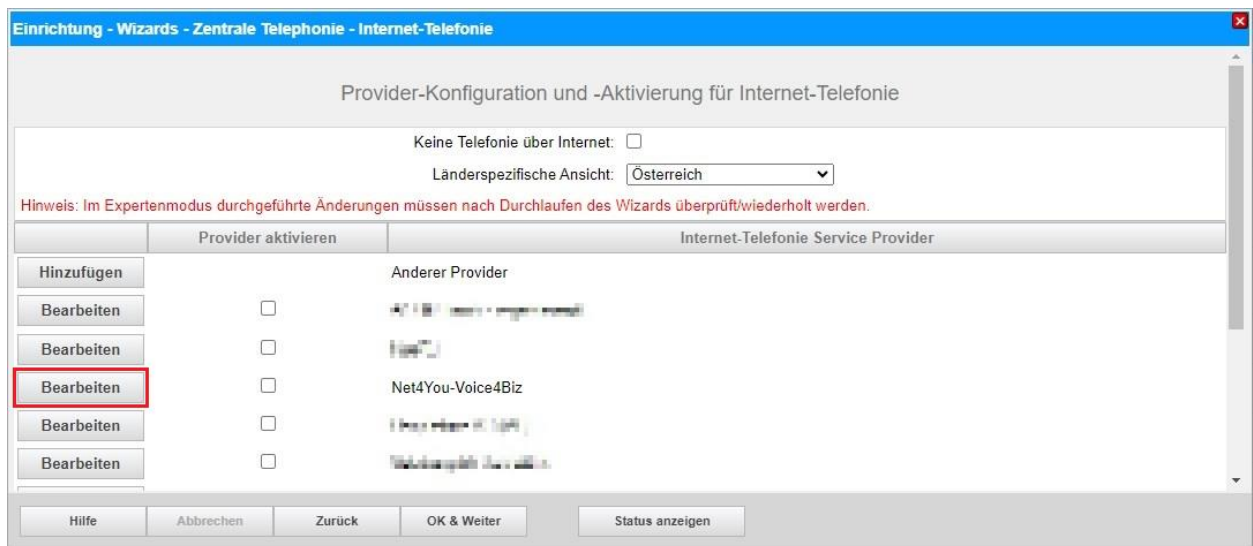 Einrichtung - Wizards - Zentrale Telephonie - Internet-Telefonie
Provider-Konfiguration und -Aktivierung für Internet-Telefonie
Keine Telefonie über Internet:
Länderspezifische Ansicht: Österreich
Hinweis: Im Expertenmodus durchgeführte Änderungen müssen nach Durchlaufen des Wizards überprüft/wiederholt werden.
Provider aktivieren Internet-Telefonie Service Provider
Hinzufügen Anderer Provider
Bearbeiten
Bearbeiten
Bearbeiten Net4You-Voice4Biz
Bearbeiten
Bearbeiten
Hilfe Abbrechen Zurück OK & Weiter Status anzeigen